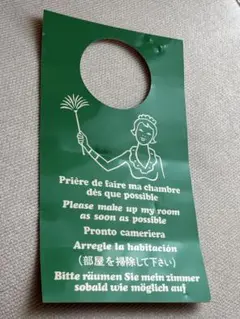 Prière de faire ma chambre
dès que possible
Please make up my room
as soon as possible
Pronto cameriera
Arregle la habitación
(部屋を掃除して下さい)
Bitte räumen Sie mein zimmer
sobald wie möglich auf